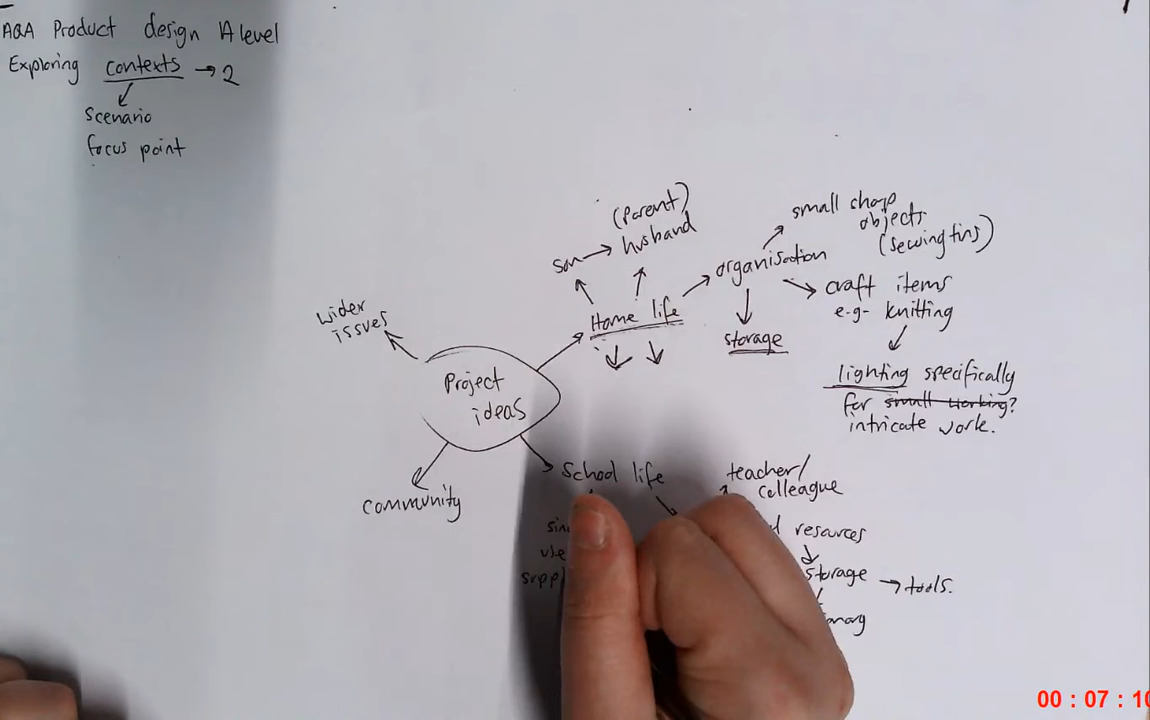 AQA Product design A level
Exploring contexts → 2
scenario
focus point
wider
issues
Project
ideas
community
Home life
son → husband
(parent)
organisation
small cheap
objects
(sewing tins)
craft items
e-g- knitting
storage
lighting specifically
for small working?
intricate work.
School life
teacher/
colleague
resources
storage → tools.
00 : 07 : 10